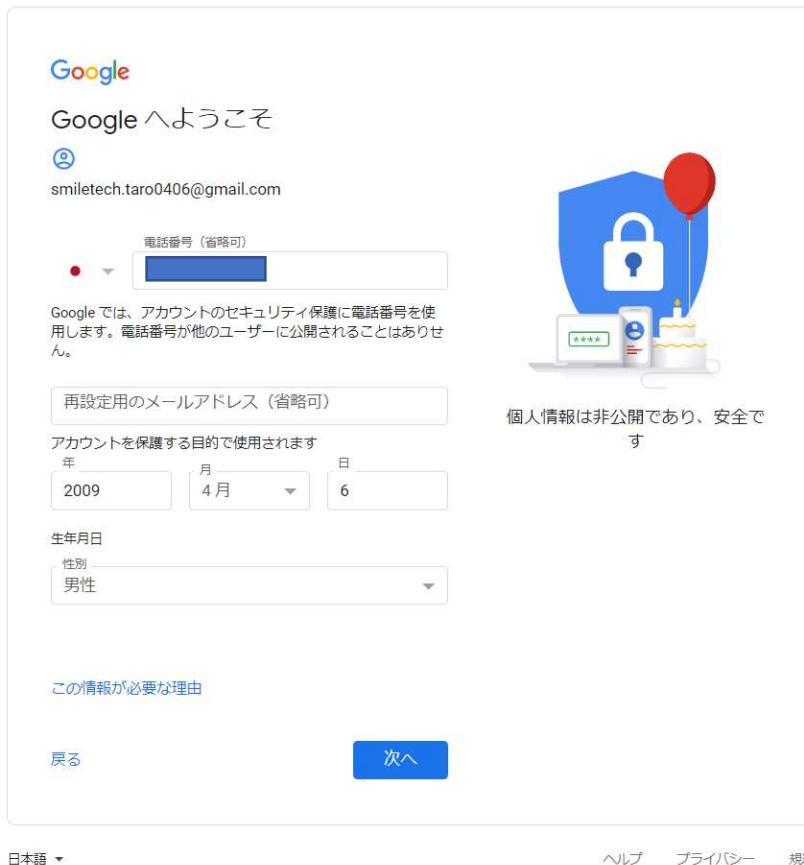 Google
Google へようこそ
smiletech.taro0406@gmail.com
電話番号（省略可）
Google では、アカウントのセキュリティ保護に電話番号を使
用します。電話番号が他のユーザーに公開されることはありませ
ん。
再設定用のメールアドレス（省略可）
アカウントを保護する目的で使用されます
年 月 日
2009 4月 6
生年月日
性別
男性
この情報が必要な理由
戻る 次へ
****
個人情報は非公開であり、安全で
す
日本語 ヘルプ プライバシー 規